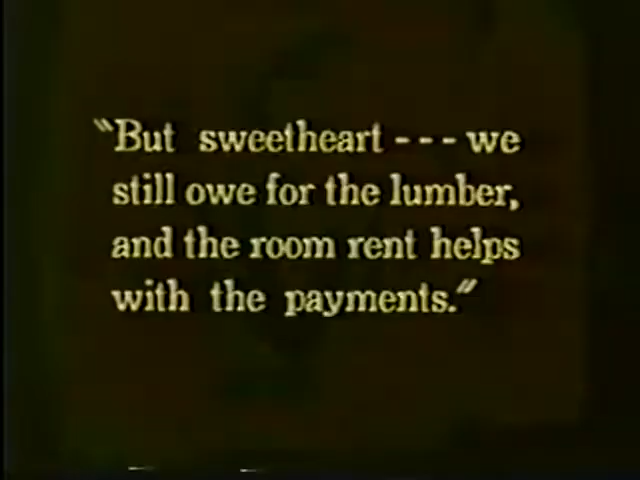 "But sweetheart --- we
still owe for the lumber,
and the room rent helps
with the payments."